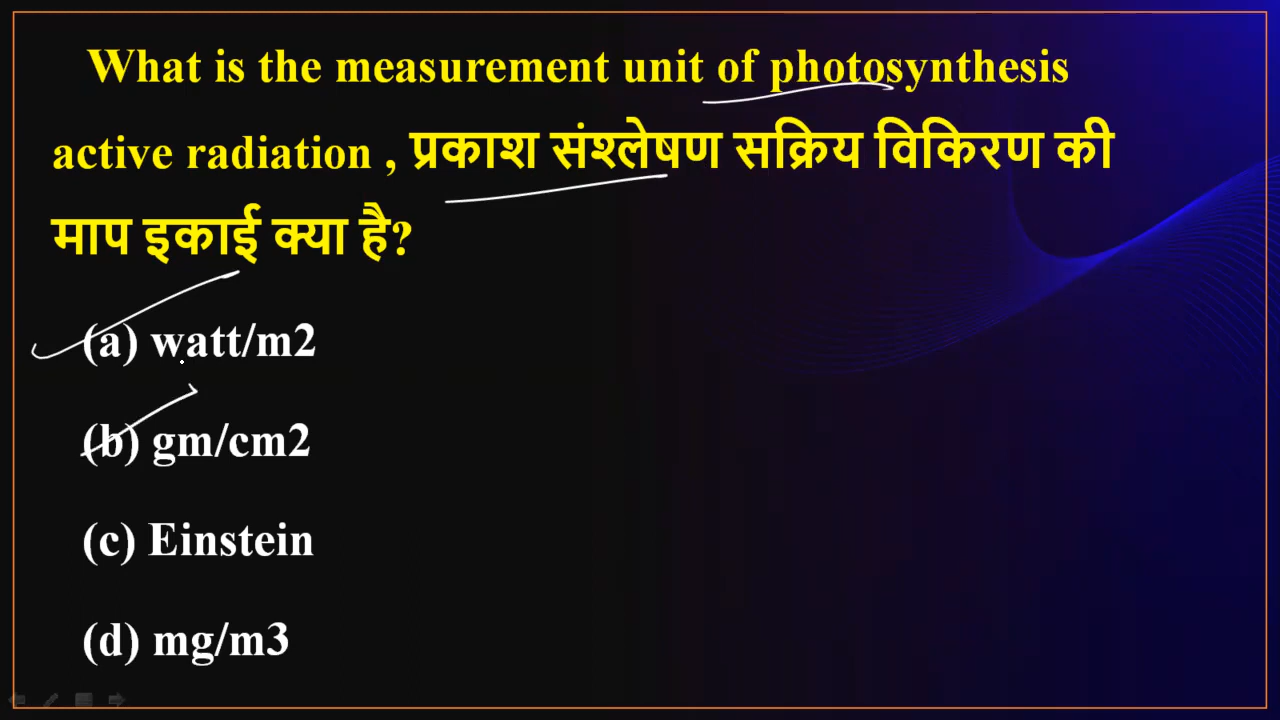 What is the measurement unit of photosynthesis
active radiation , प्रकाश संश्लेषण सक्रिय विकिरण की
माप इकाई क्या है?
(a) watt/m2
(b) gm/cm2
(c) Einstein
(d) mg/m3